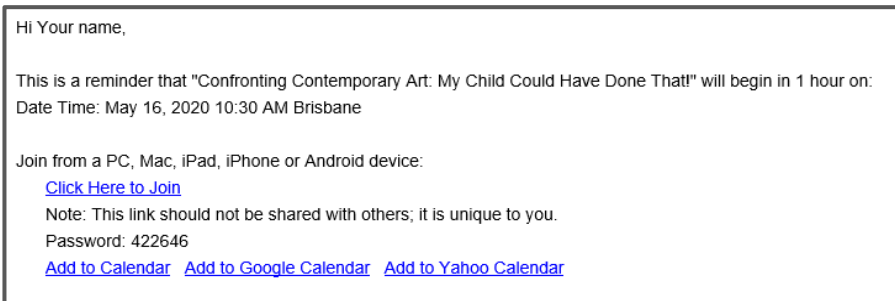 Hi Your name,
This is a reminder that "Confronting Contemporary Art: My Child Could Have Done That!" will begin in 1 hour on:
Date Time: May 16, 2020 10:30 AM Brisbane
Join from a PC, Mac, iPad, iPhone or Android device:
Click Here to Join
Note: This link should not be shared with others; it is unique to you.
Password: 422646
Add to Calendar Add to Google Calendar Add to Yahoo Calendar